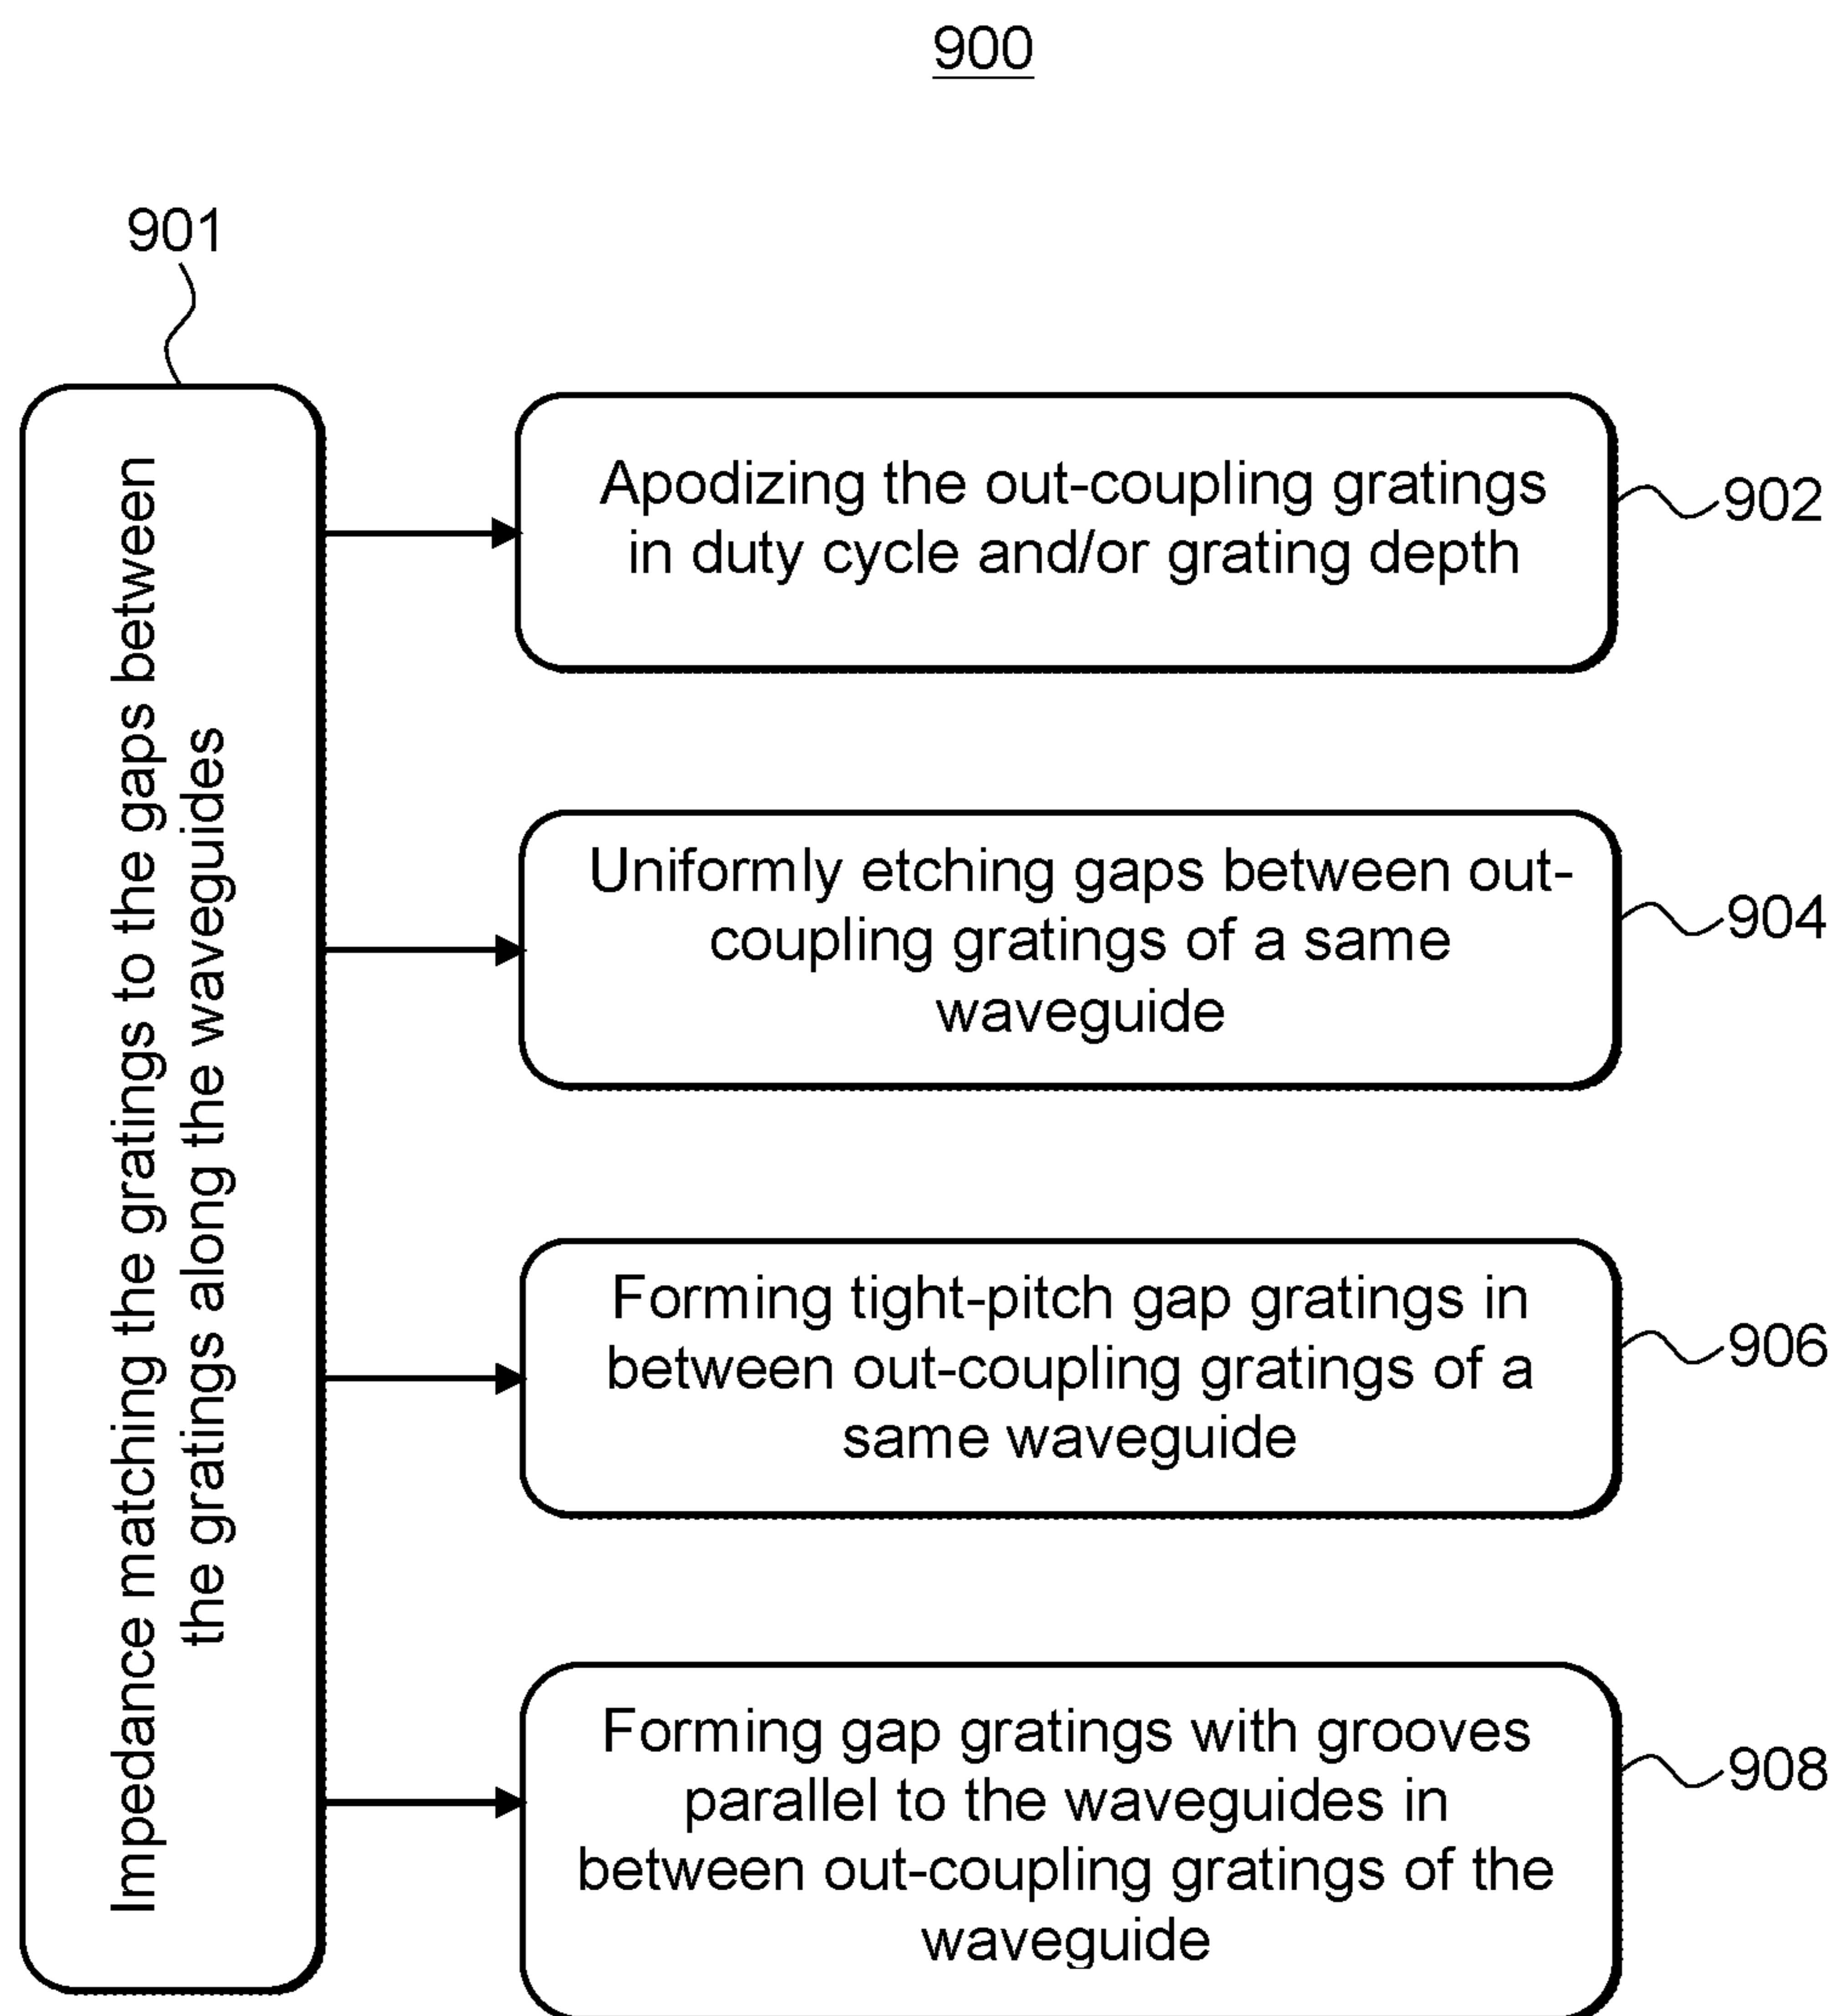 900
901
Impedance matching the gratings to the gaps between
the gratings along the waveguides
Apodizing the out-coupling gratings
in duty cycle and/or grating depth
902
Uniformly etching gaps between out-
coupling gratings of a same
waveguide
904
Forming tight-pitch gap gratings in
between out-coupling gratings of a
same waveguide
906
Forming gap gratings with grooves
parallel to the waveguides in
between out-coupling gratings of the
waveguide
908